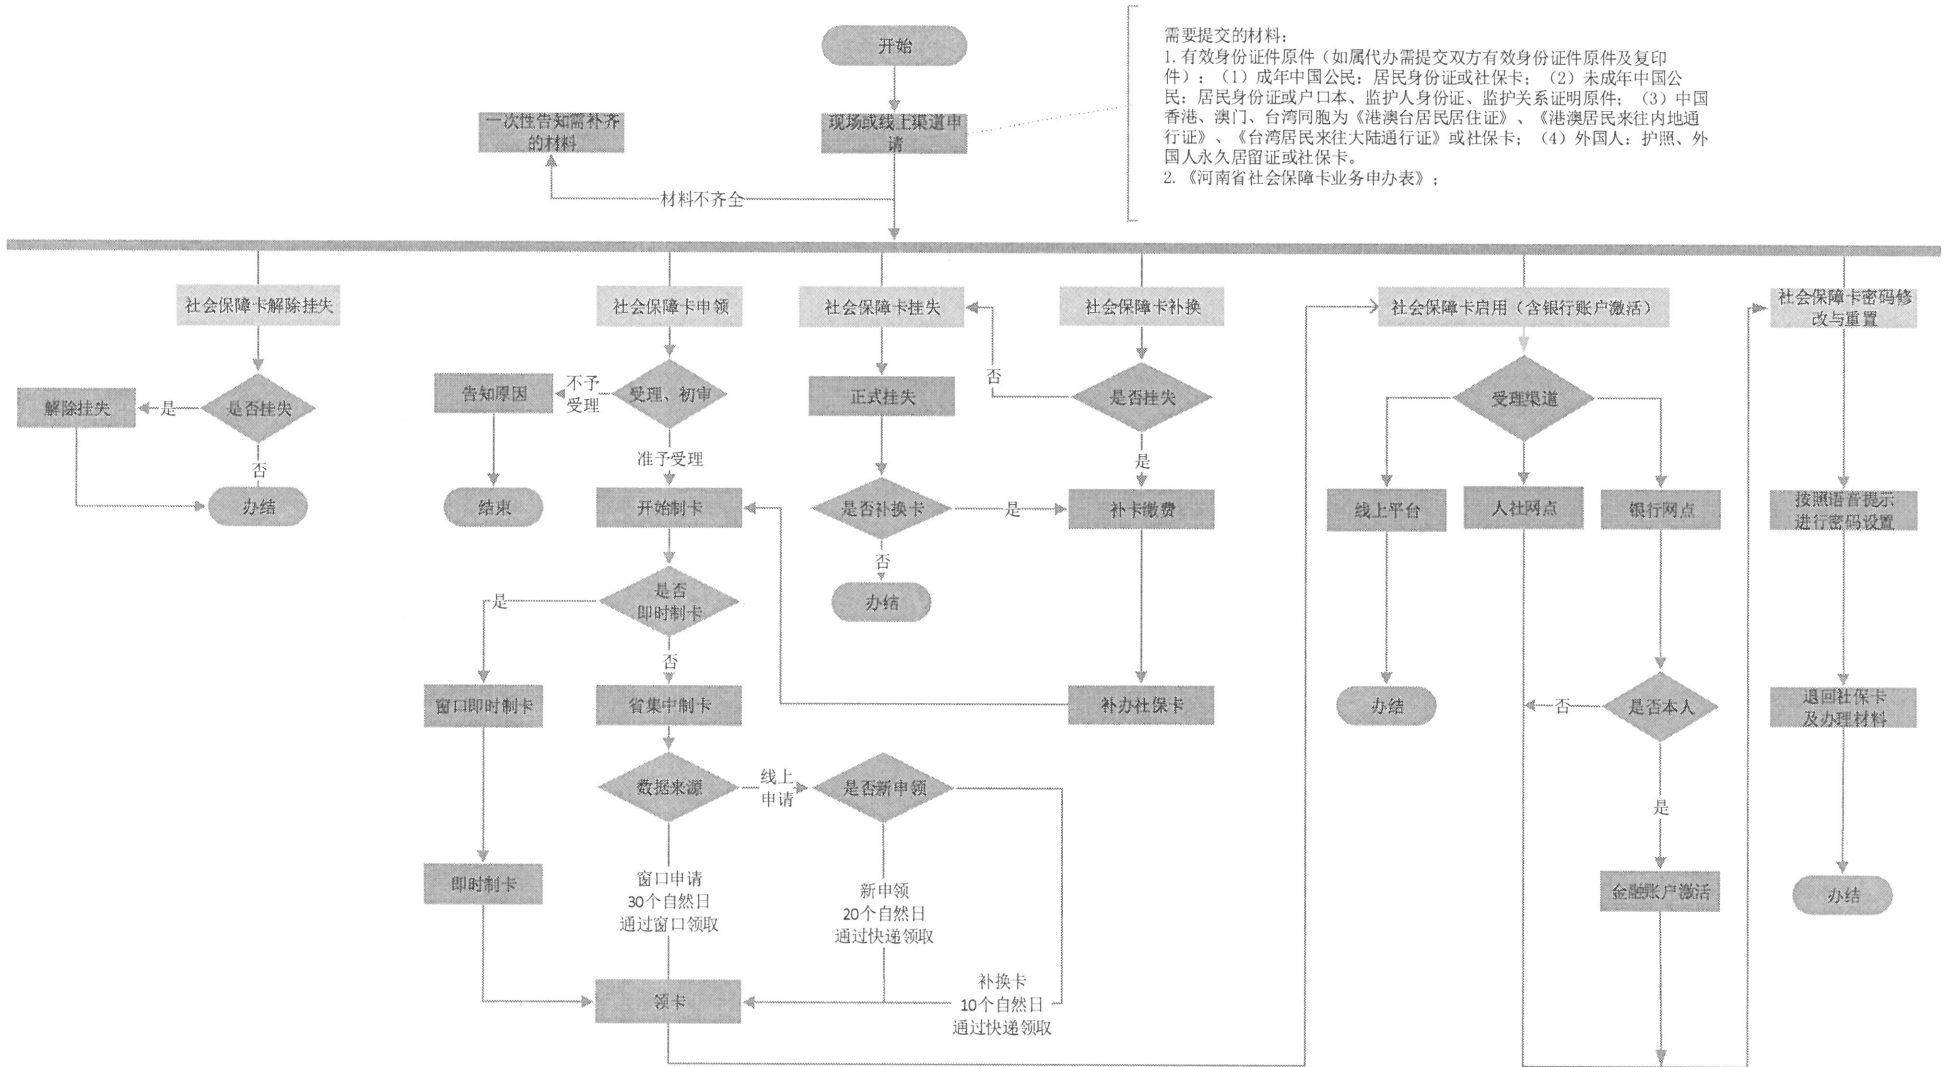 开始
需要提交的材料：
1.有效身份证件原件（如属代办需提交双方有效身份证件原件及复印
件）：（1）成年中国公民：居民身份证或社保卡；（2）未成年中国公
民：居民身份证或户口本、监护人身份证、监护关系证明原件；（3）中国
香港、澳门、台湾同胞为《港澳台居民居住证》、《港澳居民来往内地通
行证》、《台湾居民来往大陆通行证》或社保卡；（4）外国人：护照、外
国人永久居留证或社保卡。
2.《河南省社会保障卡业务申办表》；
一次性告知需补齐
的材料
现场或线上渠道申
请
材料不齐全
社会保障卡解除挂失
社会保障卡申领
社会保障卡挂失
社会保障卡补换
社会保障卡启用（含银行账户激活）
社会保障卡密码修
改与重置
解除挂失
是
是否挂失
否
办结
告知原因
不予
受理
受理、初审
准予受理
结束
开始制卡
是否
即时制卡
是
否
窗口即时制卡
省集中制卡
即时制卡
数据来源
线上
申请
是否新申领
窗口申请
30个自然日
通过窗口领取
新申领
20个自然日
通过快递领取
补换卡
10个自然日
通过快递领取
领卡
正式挂失
是否补换卡
是
否
办结
否
是否挂失
是
补卡缴费
补办社保卡
受理渠道
线上平台
人社网点
银行网点
办结
否
是否本人
是
金融账户激活
按照语音提示
进行密码设置
退回社保卡
及办理材料
办结